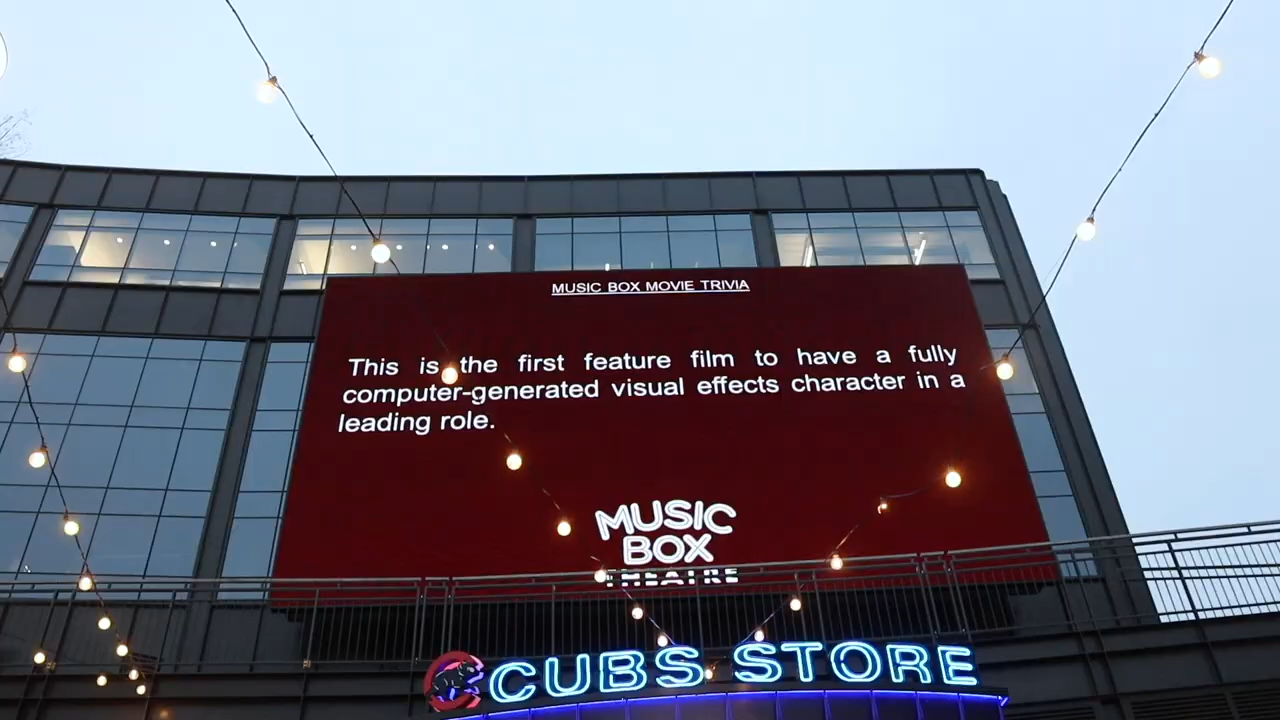 MUSIC BOX MOVIE TRIVIA
This is the first feature film to have a fully
computer-generated visual effects character in a
leading role.
MUSIC
BOX
THEATRE
CUBS STORE